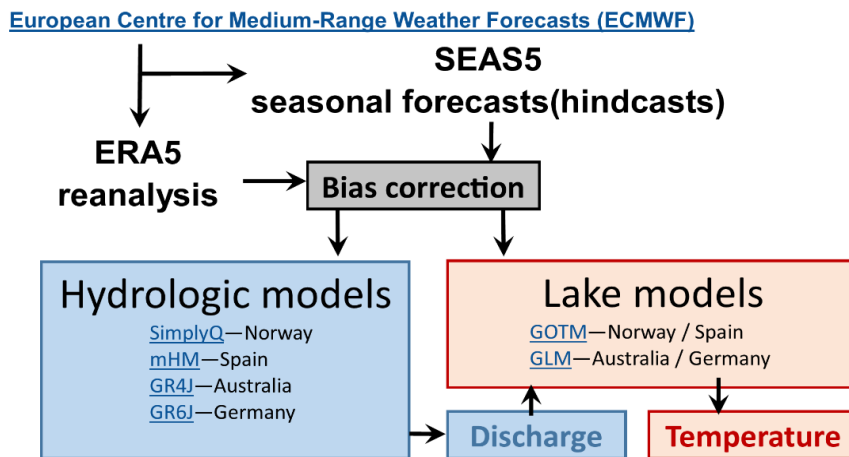 European Centre for Medium-Range Weather Forecasts (ECMWF)
SEAS5
seasonal forecasts(hindcasts)
ERA5
reanalysis
Bias correction
Hydrologic models
SimplyQ—Norway
mHM—Spain
GR4J—Australia
GR6J—Germany
Lake models
GOTM—Norway / Spain
GLM—Australia / Germany
Discharge
Temperature